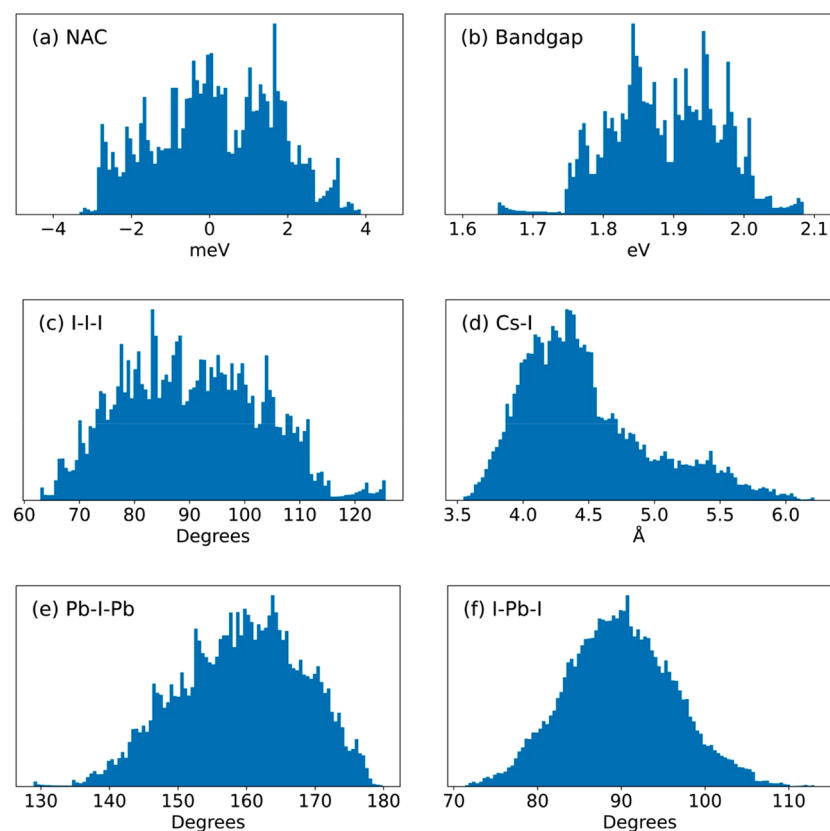 (a) NAC
−4 −2 0 2 4
meV
(b) Bandgap
1.6 1.7 1.8 1.9 2.0 2.1
eV
(c) I-I-I
60 70 80 90 100 110 120
Degrees
(d) Cs-I
3.5 4.0 4.5 5.0 5.5 6.0
Å
(e) Pb-I-Pb
130 140 150 160 170 180
Degrees
(f) I-Pb-I
70 80 90 100 110
Degrees